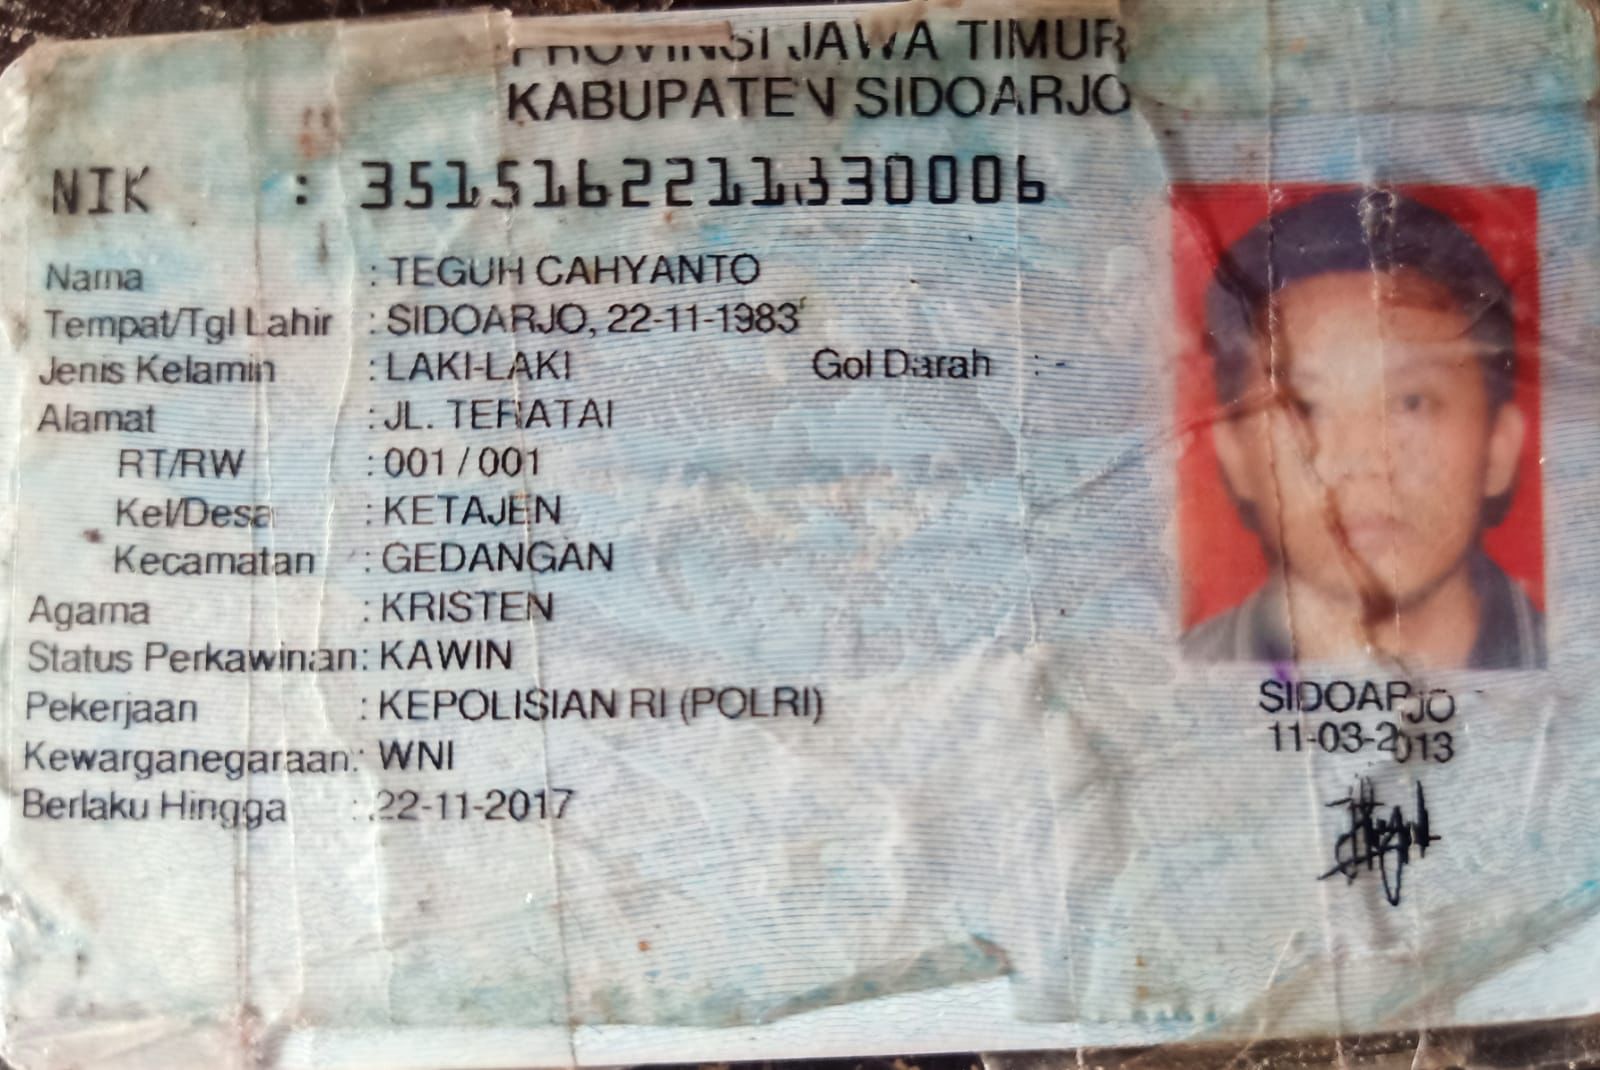 PROVINSI JAWA TIMUR
KABUPATEN SIDOARJO
NIK : 3515162211830006
Nama : TEGUH CAHYANTO
Tempat/Tgl Lahir : SIDOARJO, 22-11-1983
Jenis Kelamin : LAKI-LAKI Gol Darah : -
Alamat : JL. TERATAI
RT/RW : 001 / 001
Kel/Desa : KETAJEN
Kecamatan : GEDANGAN
Agama : KRISTEN
Status Perkawinan : KAWIN
Pekerjaan : KEPOLISIAN RI (POLRI)
Kewarganegaraan : WNI
Berlaku Hingga : 22-11-2017
SIDOARJO
11-03-2013